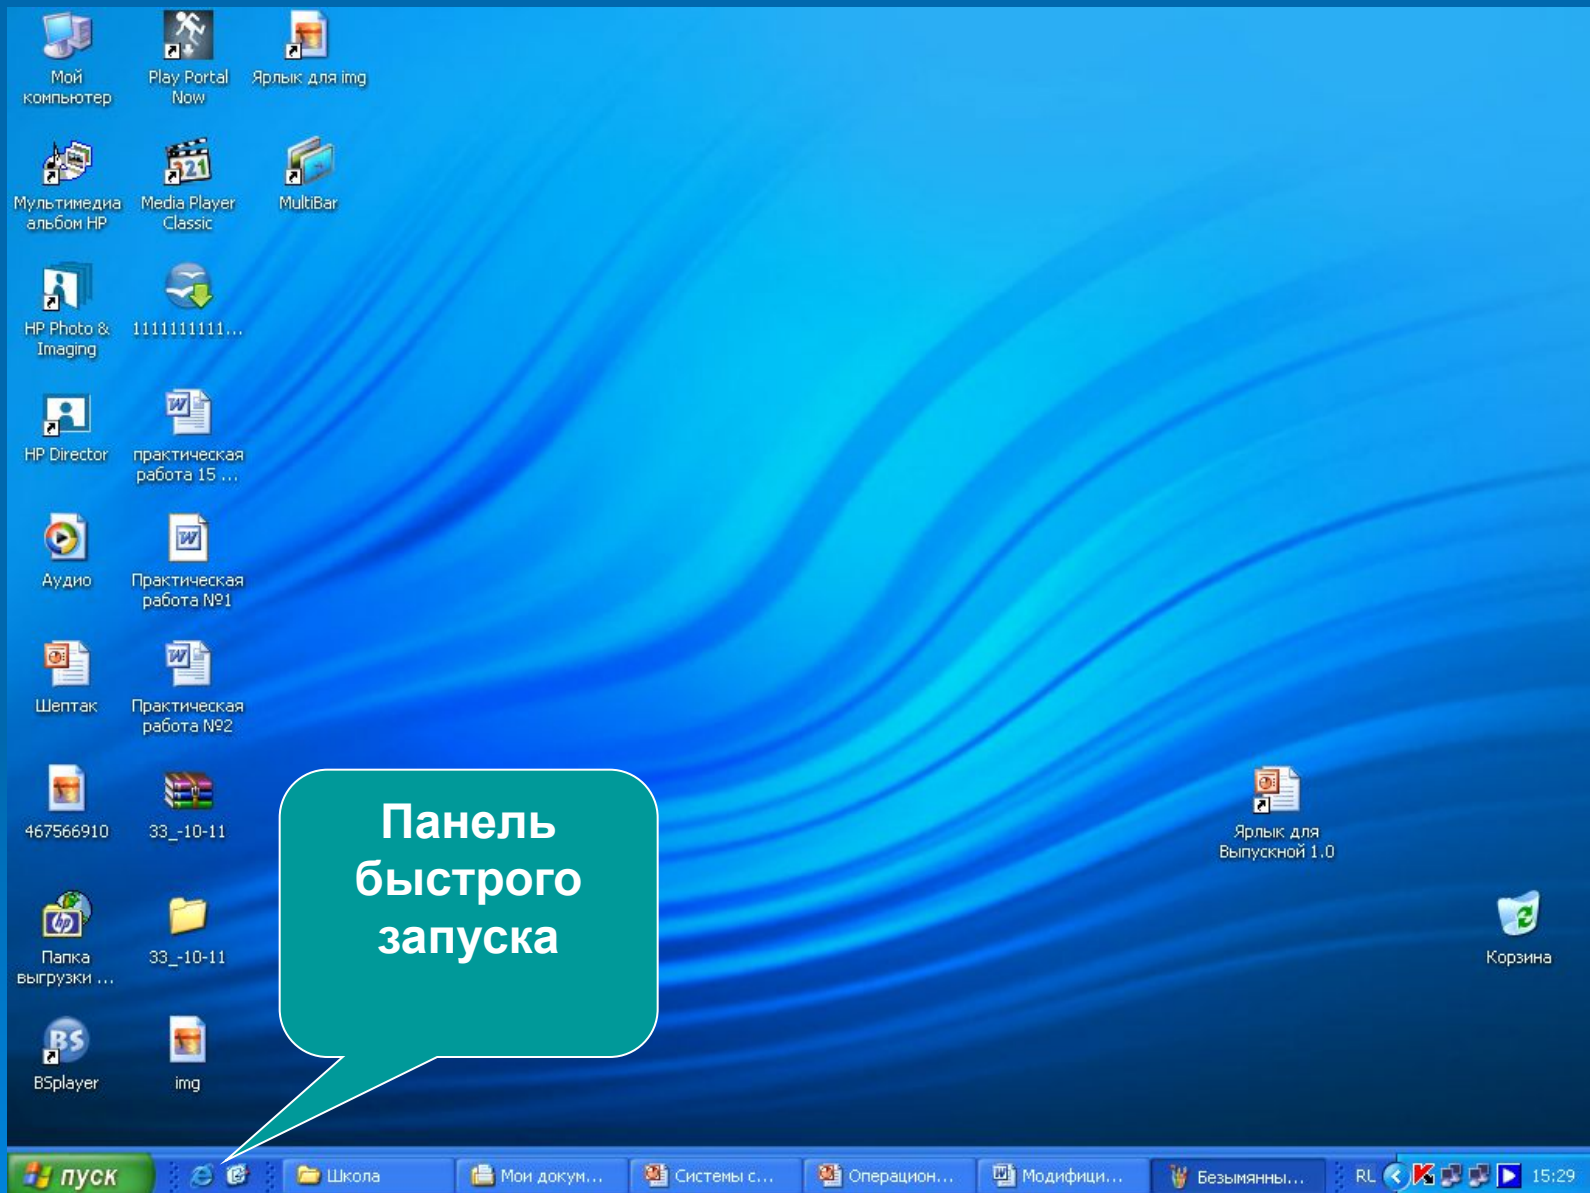 Мой
компьютер
Play Portal
Now
Ярлык для img
Мультимедиа
альбом HP
Media Player
Classic
MultiBar
HP Photo &
Imaging
1111111111...
HP Director
практическая
работа 15 ...
Аудио
Практическая
работа №1
Шептак
Практическая
работа №2
467566910
33_-10-11
Панель
быстрого
запуска
Ярлык для
Выпускной 1.0
Папка
выгрузки ...
33_-10-11
Корзина
BSplayer
img
пуск
Школа
Мои докум...
Системы с...
Операцион...
Модифици...
Безымянны...
RL
15:29